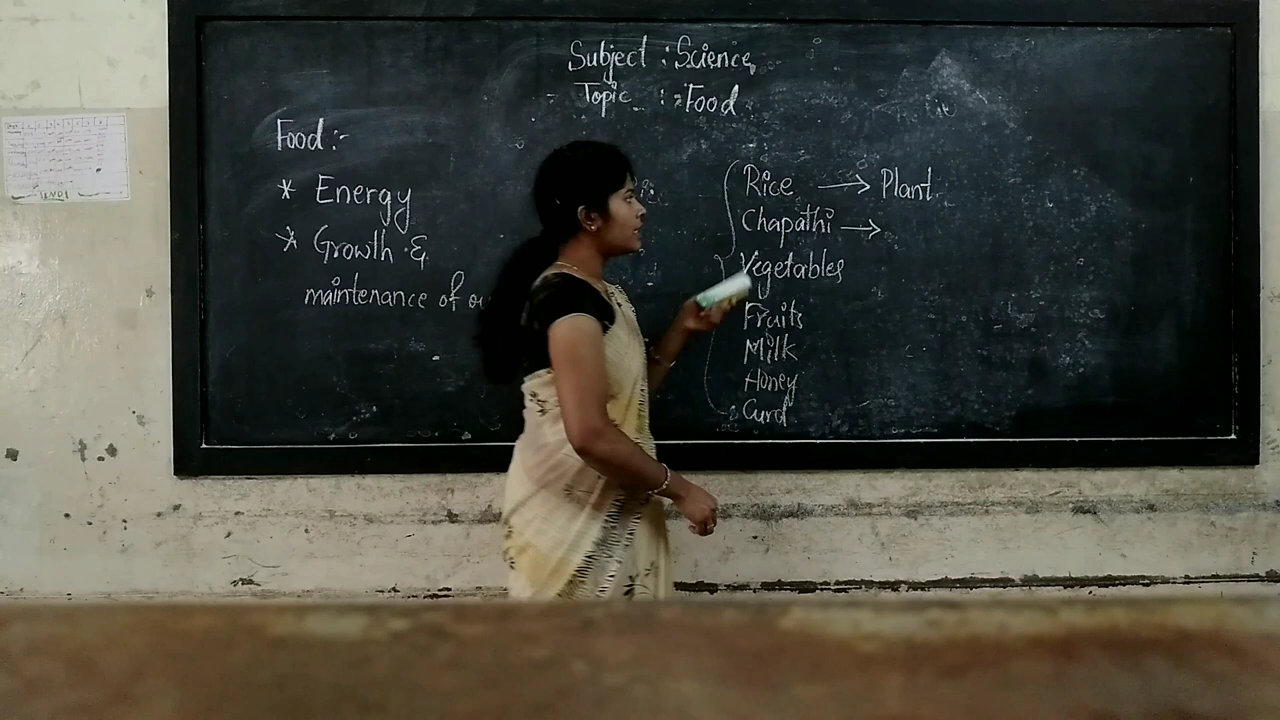 Subject : Science
Topic : Food
Food :-
* Energy
* Growth &
maintenance of
Rice → Plant
Chapathi →
Vegetables
Fruits
Milk
Honey
Curd